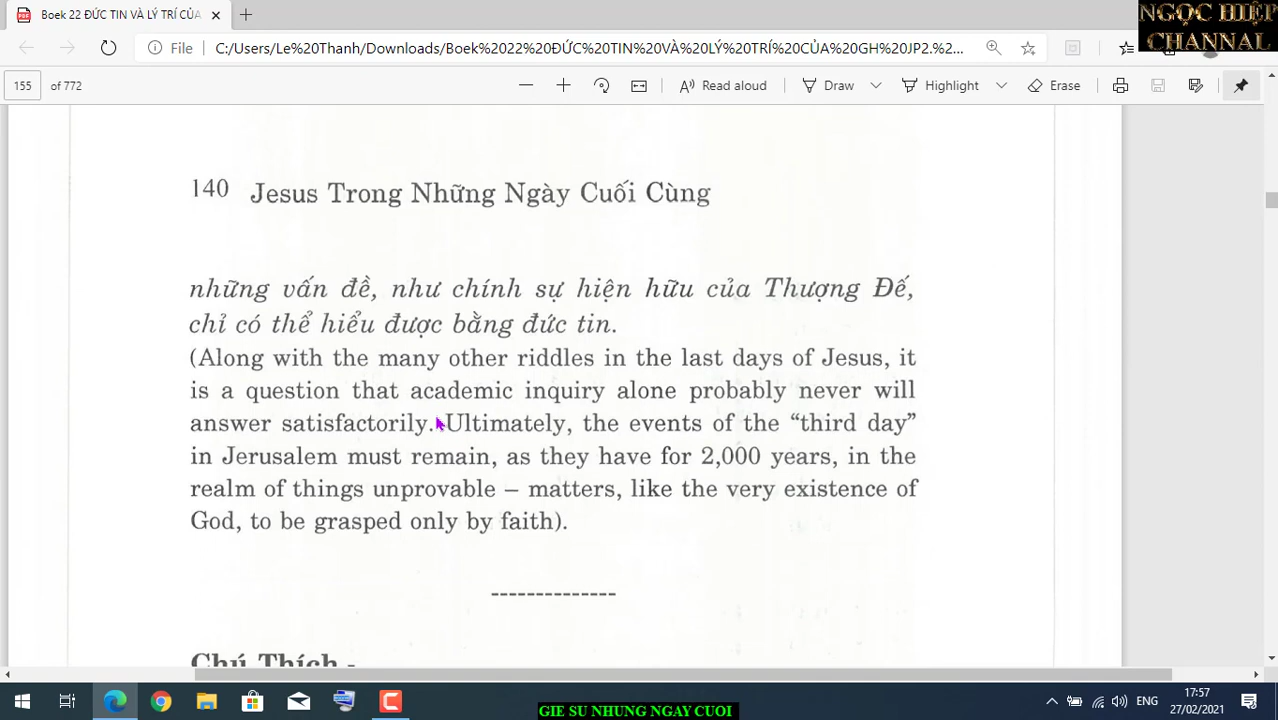 Boek 22 ĐỨC TIN VÀ LÝ TRÍ CỦA
NGỌC HIỆP
CHANNAL
File
C:/Users/Le%20Thanh/Downloads/Boek%2022%20ĐỨC%20TIN%20VÀ%20LÝ%20TRÍ%20CỦA%20GH%20JP2.%...
155 of 772
Read aloud
Draw
Highlight
Erase
140 Jesus Trong Những Ngày Cuối Cùng
những vấn đề, như chính sự hiện hữu của Thượng Đế,
chỉ có thể hiểu được bằng đức tin.
(Along with the many other riddles in the last days of Jesus, it
is a question that academic inquiry alone probably never will
answer satisfactorily. Ultimately, the events of the “third day”
in Jerusalem must remain, as they have for 2,000 years, in the
realm of things unprovable – matters, like the very existence of
God, to be grasped only by faith).
--------------
Chú Thích -
ENG
17:57
27/02/2021
GIE SU NHUNG NGAY CUOI